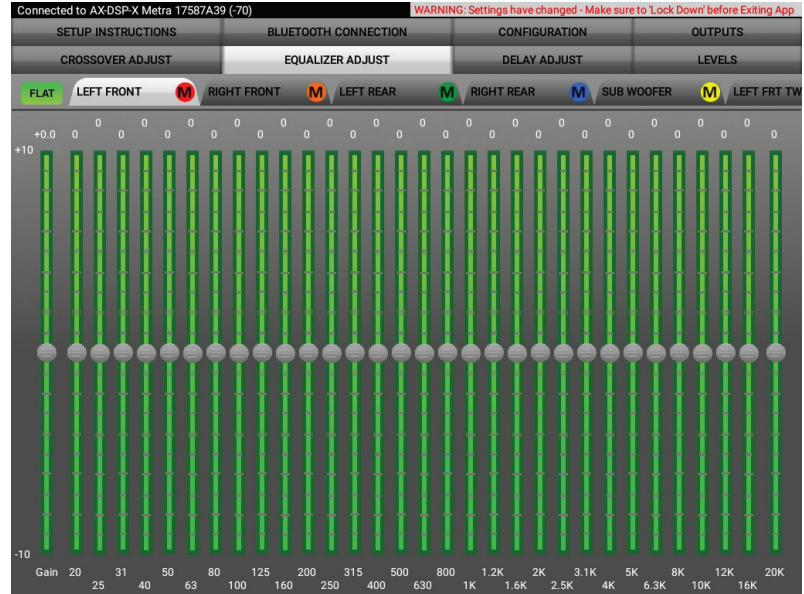 Connected to AX-DSP-X Metra 17587A39 (-70) WARNING: Settings have changed - Make sure to 'Lock Down' before Exiting App
SETUP INSTRUCTIONS BLUETOOTH CONNECTION CONFIGURATION OUTPUTS
CROSSOVER ADJUST EQUALIZER ADJUST DELAY ADJUST LEVELS
FLAT LEFT FRONT M RIGHT FRONT M LEFT REAR M RIGHT REAR M SUB WOOFER M LEFT FRT TW
0 0 0 0 0 0 0 0 0 0 0 0 0 0 0
+0.0 0 0 0 0 0 0 0 0 0 0 0 0 0 0 0 0
+10
-10
Gain 20 31 50 80 125 200 315 500 800 1.2K 2K 3.1K 5K 8K 12K 20K
25 40 63 100 160 250 400 630 1K 1.6K 2.5K 4K 6.3K 10K 16K